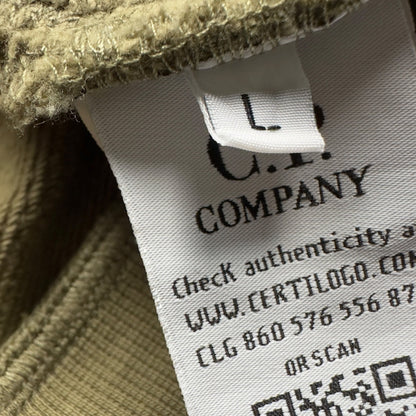 L
C.P.
COMPANY
Check authenticity a
WWW.CERTILOGO.CO
CLG 860 576 556 87
OR SCAN